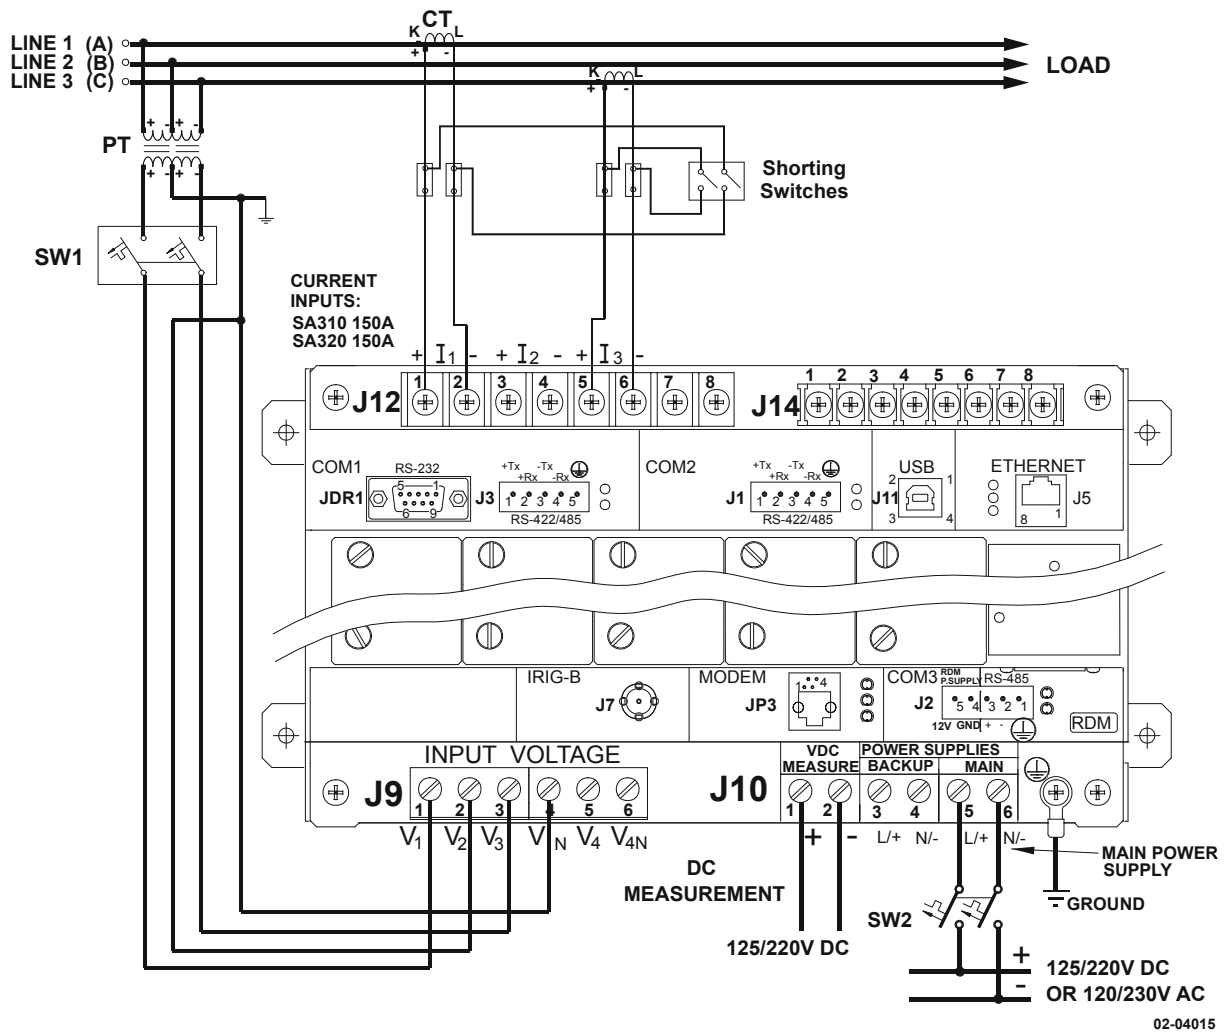 CT
K L
+ -
LINE 1 (A)
LINE 2 (B)
LINE 3 (C)
LOAD
K L
+ -
+ - + -
PT
+ - + -
Shorting
Switches
SW1
CURRENT
INPUTS:
SA310 150A
SA320 150A
+ I1 - + I2 - + I3 -
J12 1 2 3 4 5 6 7 8
J14 1 2 3 4 5 6 7 8
COM1 RS-232
JDR1 5 1
6 9
+Tx -Tx
+Rx -Rx
J3 1 2 3 4 5
RS-422/485
COM2
+Tx -Tx
+Rx -Rx
J1 1 2 3 4 5
RS-422/485
USB
2 1
J11
3 4
ETHERNET
J5
8 1
IRIG-B
J7
MODEM
1 4
JP3
COM3 RDM P.SUPPLY RS-485
J2 5 4 3 2 1
12V GND + -
RDM
INPUT VOLTAGE
J9 1 2 3 4 5 6
V1 V2 V3 VN V4 V4N
VDC
MEASURE
POWER SUPPLIES
BACKUP MAIN
J10 1 2 3 4 5 6
+ - L/+ N/- L/+ N/-
MAIN POWER
SUPPLY
DC
MEASUREMENT
GROUND
SW2
125/220V DC
+
-
125/220V DC
OR 120/230V AC
02-04015